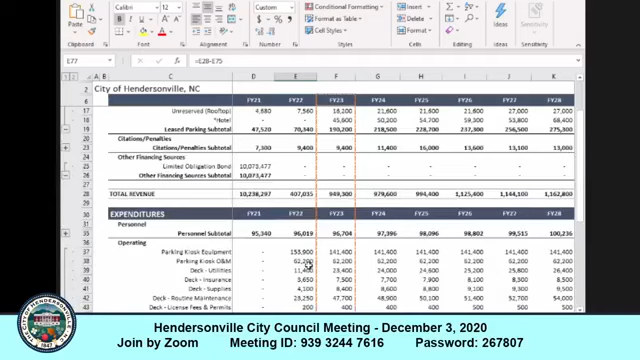 Calibri 12
Custom
Conditional Formatting
Format as Table
Cell Styles
Insert
Delete
Format
Ideas
Sensitivity
Paste
Clipboard Font Alignment Number Styles Cells Editing Ideas Sensitivity
E77 =E28-E75
A B C D E F G H I J K
2 City of Hendersonville, NC
6 FY21 FY22 FY23 FY24 FY25 FY26 FY27 FY28
17 Unreserved (Rooftop) 4,680 7,560 16,200 21,600 21,600 21,600 27,000 27,000
18 *Hotel - - 45,600 50,200 54,700 59,300 53,800 68,400
19 Leased Parking Subtotal 47,520 70,340 190,200 218,500 228,700 237,300 256,500 275,300
20 Citations/Penalties
23 Citations/Penalties Subtotal 7,300 9,400 9,400 11,400 16,000 13,600 13,100 13,000
24 Other Financing Sources
25 Limited Obligation Bond 10,073,477 - - - - - - -
26 Other Financing Sources Subtotal 10,073,477 - - - - - - -
28 TOTAL REVENUE 10,238,297 407,035 949,300 979,600 994,400 1,125,400 1,144,100 1,162,800
30 EXPENDITURES FY21 FY22 FY23 FY24 FY25 FY26 FY27 FY28
31 Personnel
35 Personnel Subtotal 95,340 96,019 96,704 97,396 98,096 98,802 99,515 100,236
36 Operating
37 Parking Kiosk Equipment - 153,900 141,400 141,400 141,400 141,400 141,400 141,400
38 Parking Kiosk O&M - 62,200 62,200 62,200 62,200 62,200 62,200 62,200
39 Deck - Utilities - 11,400 23,400 24,000 24,600 25,200 25,800 26,400
40 Deck - Insurance - 3,650 7,500 7,700 7,900 8,100 8,300 8,500
41 Deck - Supplies - 4,100 8,400 8,600 8,800 9,100 9,300 9,500
42 Deck - Routine Maintenance - 23,250 47,700 48,900 50,100 51,400 52,700 54,000
43 Deck - License Fees & Permits - 200 400 400 400 500 500 500
Hendersonville City Council Meeting - December 3, 2020
Join by Zoom Meeting ID: 939 3244 7616 Password: 267807